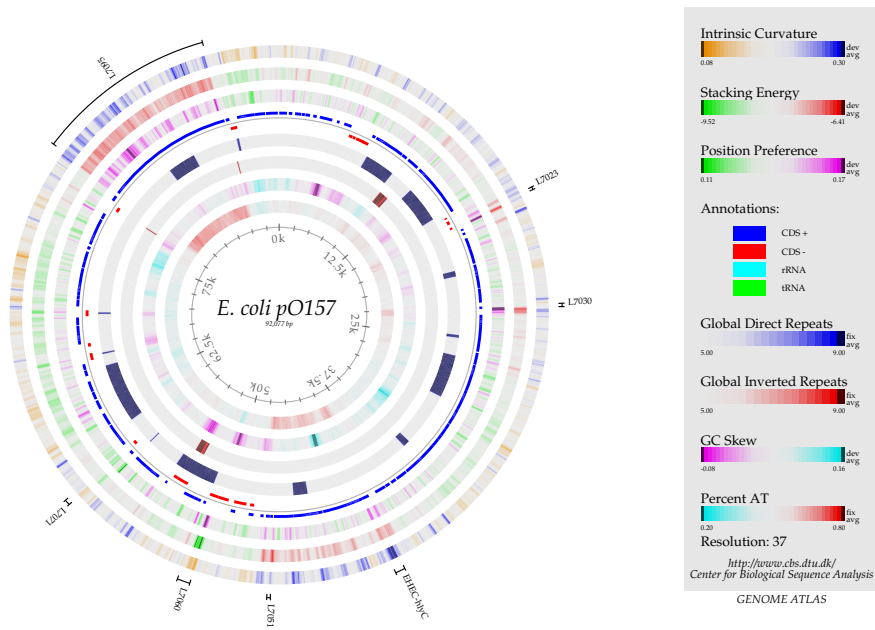 L7095
L7023
L7030
EHEC-hlyC
L7051
L7060
L7071
0k
12.5k
25k
37.5k
50k
62.5k
75k
E. coli pO157
92,077 bp
Intrinsic Curvature
dev
avg
0.08 0.30
Stacking Energy
dev
avg
-9.52 -6.41
Position Preference
dev
avg
0.11 0.17
Annotations:
CDS +
CDS -
rRNA
tRNA
Global Direct Repeats
fix
avg
5.00 9.00
Global Inverted Repeats
fix
avg
5.00 9.00
GC Skew
dev
avg
-0.08 0.16
Percent AT
fix
avg
0.20 0.80
Resolution: 37
http://www.cbs.dtu.dk/
Center for Biological Sequence Analysis
GENOME ATLAS